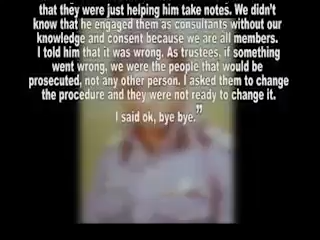 that they were just helping him take notes. We didn't
know that he engaged them as consultants without our
knowledge and consent because we are all members.
I told him that it was wrong. As trustees, if something
went wrong, we were the people that would be
prosecuted, not any other person. I asked them to change
the procedure and they were not ready to change it.
I said ok, bye bye.”